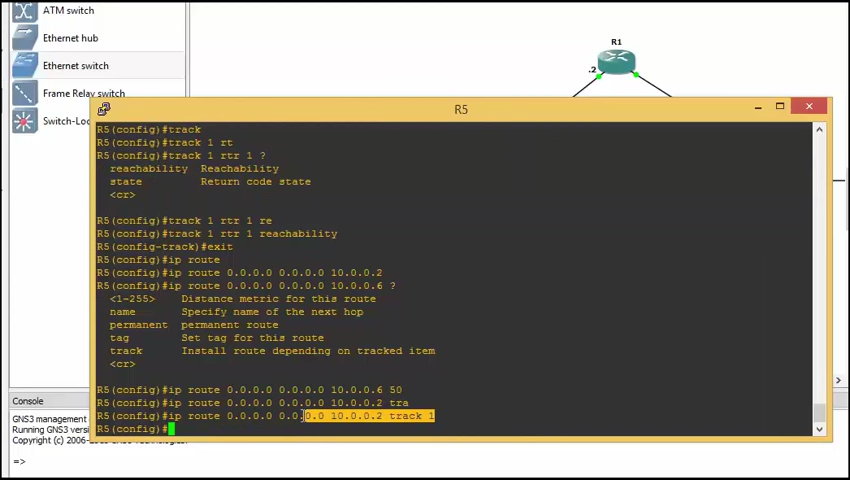 ATM switch
Ethernet hub
Ethernet switch
Frame Relay switch
Switch-Lo
R1
.2
R5
R5(config)#track
R5(config)#track 1 rt
R5(config)#track 1 rtr 1 ?
reachability Reachability
state Return code state
<cr>
R5(config)#track 1 rtr 1 re
R5(config)#track 1 rtr 1 reachability
R5(config-track)#exit
R5(config)#ip route
R5(config)#ip route 0.0.0.0 0.0.0.0 10.0.0.2
R5(config)#ip route 0.0.0.0 0.0.0.0 10.0.0.6 ?
<1-255> Distance metric for this route
name Specify name of the next hop
permanent permanent route
tag Set tag for this route
track Install route depending on tracked item
<cr>
R5(config)#ip route 0.0.0.0 0.0.0.0 10.0.0.6 50
R5(config)#ip route 0.0.0.0 0.0.0.0 10.0.0.2 tra
R5(config)#ip route 0.0.0.0 0.0.0.0 10.0.0.2 track 1
R5(config)#
Console
GNS3 management
Running GNS3 vers
Copyright (c) 2006-
=>